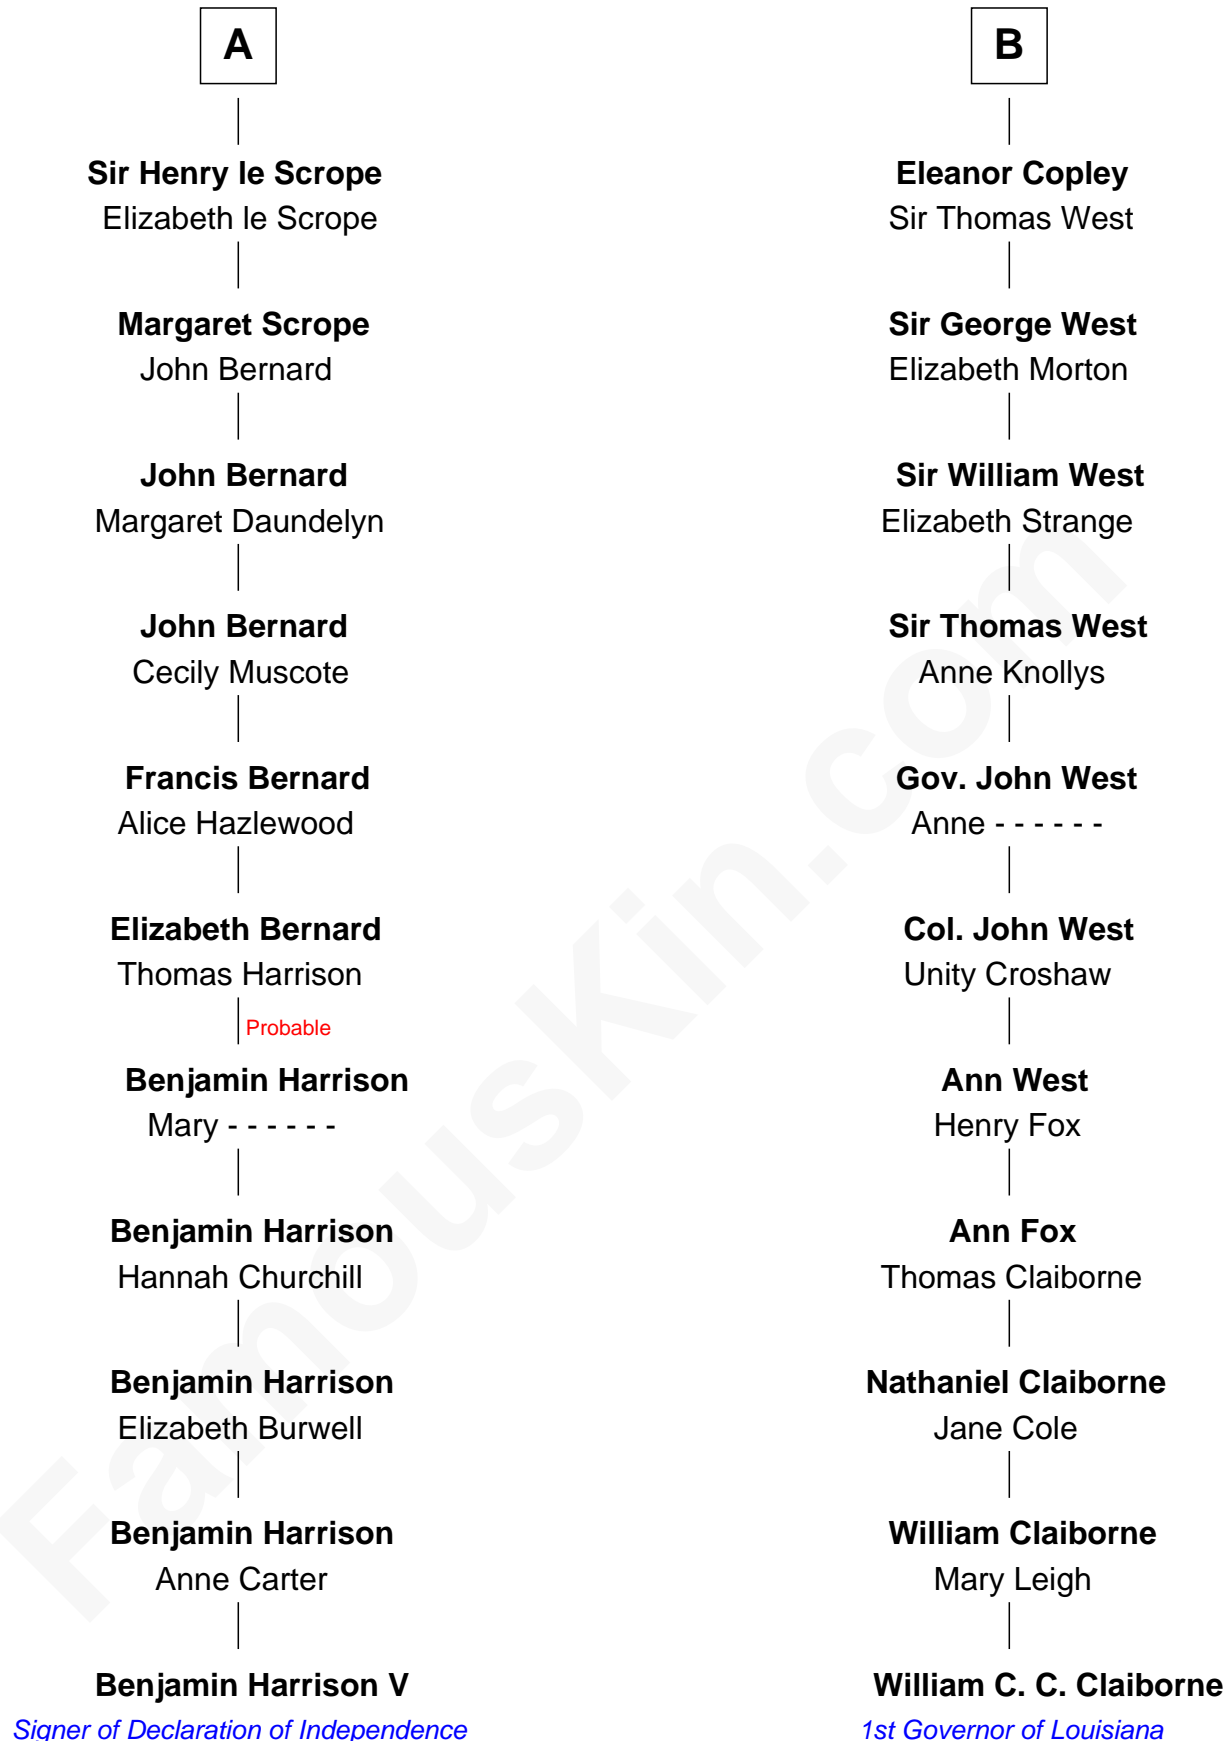 A
Sir Henry le Scrope
Elizabeth le Scrope
Margaret Scrope
John Bernard
John Bernard
Margaret Daundelyn
John Bernard
Cecily Muscote
Francis Bernard
Alice Hazlewood
Elizabeth Bernard
Thomas Harrison
Probable
Benjamin Harrison
Mary - - - - - -
Benjamin Harrison
Hannah Churchill
Benjamin Harrison
Elizabeth Burwell
Benjamin Harrison
Anne Carter
Benjamin Harrison V
Signer of Declaration of Independence
B
Eleanor Copley
Sir Thomas West
Sir George West
Elizabeth Morton
Sir William West
Elizabeth Strange
Sir Thomas West
Anne Knollys
Gov. John West
Anne - - - - - -
Col. John West
Unity Croshaw
Ann West
Henry Fox
Ann Fox
Thomas Claiborne
Nathaniel Claiborne
Jane Cole
William Claiborne
Mary Leigh
William C. C. Claiborne
1st Governor of Louisiana
FamousKin.com